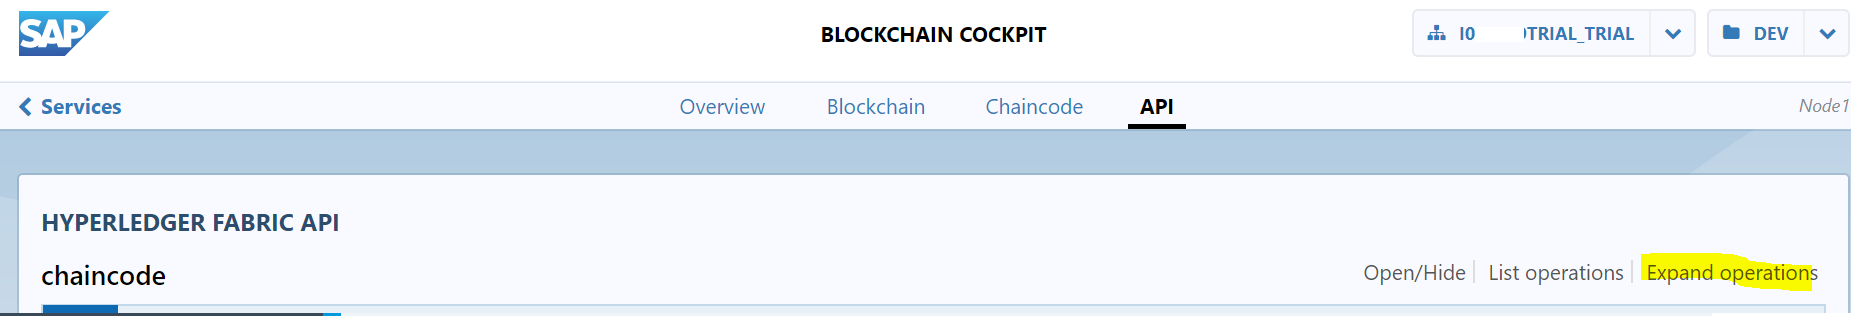 SAP
BLOCKCHAIN COCKPIT
I0 TRIAL_TRIAL
DEV
Services
Overview
Blockchain
Chaincode
API
Node1
HYPERLEDGER FABRIC API
chaincode
Open/Hide
List operations
Expand operations